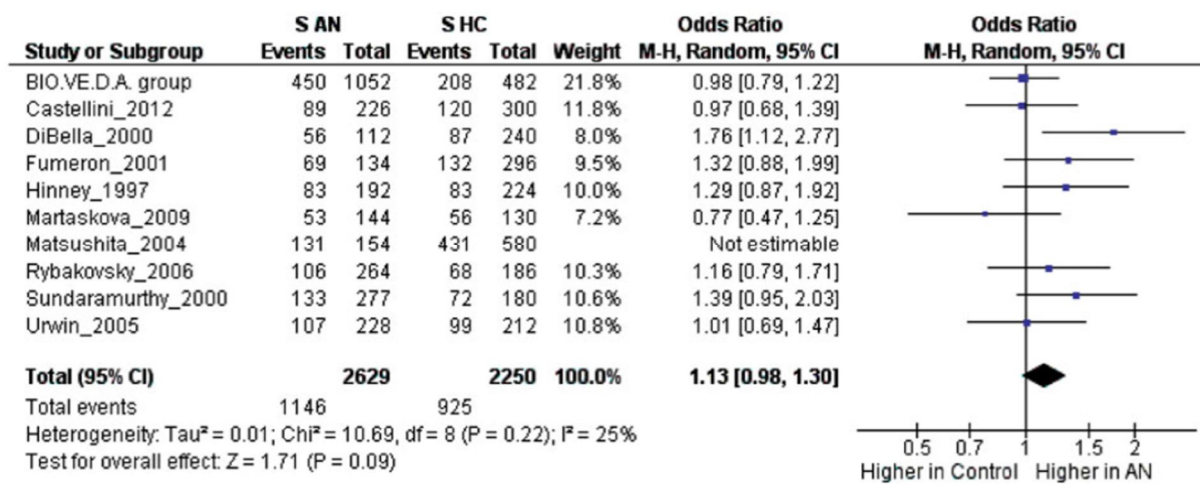 S AN S HC Odds Ratio Odds Ratio
Study or Subgroup Events Total Events Total Weight M-H, Random, 95% CI M-H, Random, 95% CI
BIO.VE.D.A. group 450 1052 208 482 21.8% 0.98 [0.79, 1.22]
Castellini_2012 89 226 120 300 11.8% 0.97 [0.68, 1.39]
DiBella_2000 56 112 87 240 8.0% 1.76 [1.12, 2.77]
Fumeron_2001 69 134 132 296 9.5% 1.32 [0.88, 1.99]
Hinney_1997 83 192 83 224 10.0% 1.29 [0.87, 1.92]
Martaskova_2009 53 144 56 130 7.2% 0.77 [0.47, 1.25]
Matsushita_2004 131 154 431 580 Not estimable
Rybakovsky_2006 106 264 68 186 10.3% 1.16 [0.79, 1.71]
Sundaramurthy_2000 133 277 72 180 10.6% 1.39 [0.95, 2.03]
Urwin_2005 107 228 99 212 10.8% 1.01 [0.69, 1.47]
Total (95% CI) 2629 2250 100.0% 1.13 [0.98, 1.30]
Total events 1146 925
Heterogeneity: Tau² = 0.01; Chi² = 10.69, df = 8 (P = 0.22); I² = 25%
Test for overall effect: Z = 1.71 (P = 0.09)
0.5 0.7 1 1.5 2
Higher in Control Higher in AN